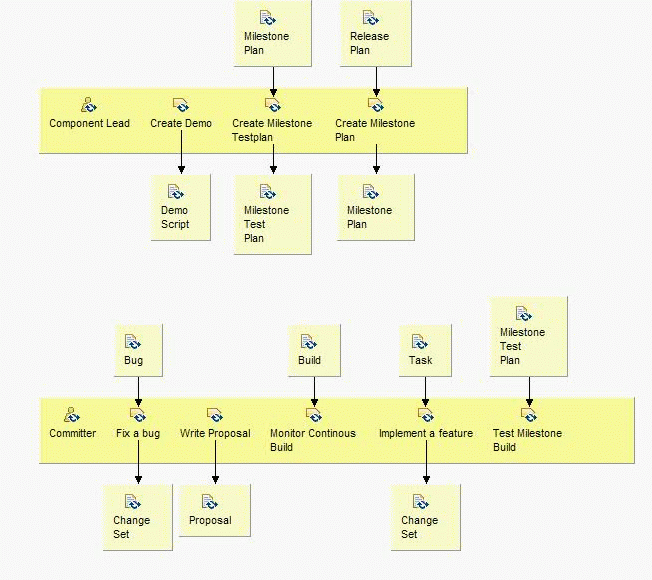 Milestone
Plan
Release
Plan
Component Lead
Create Demo
Create Milestone
Testplan
Create Milestone
Plan
Demo
Script
Milestone
Test
Plan
Milestone
Plan
Bug
Build
Task
Milestone
Test
Plan
Committer
Fix a bug
Write Proposal
Monitor Continous
Build
Implement a feature
Test Milestone
Build
Change
Set
Proposal
Change
Set